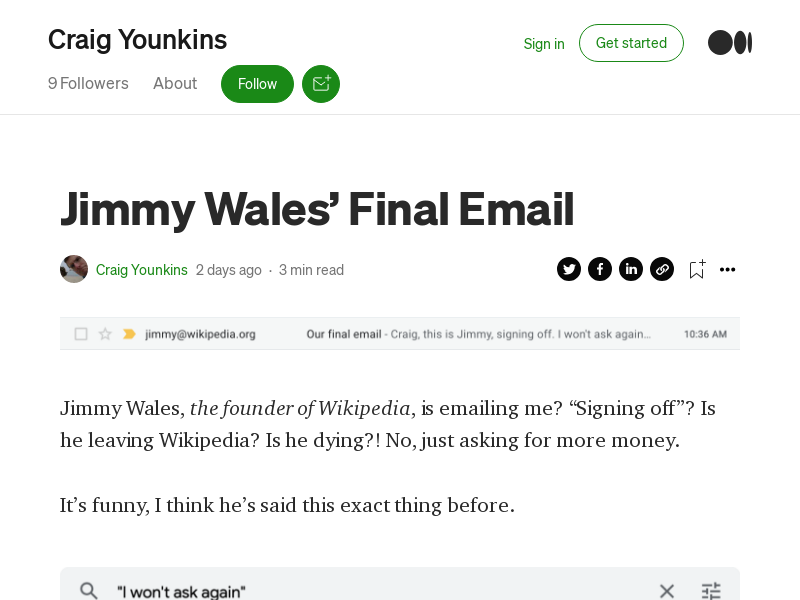 Craig Younkins
Sign in
Get started
9 Followers
About
Follow
Jimmy Wales’ Final Email
Craig Younkins 2 days ago · 3 min read
jimmy@wikipedia.org Our final email - Craig, this is Jimmy, signing off. I won't ask again... 10:36 AM
Jimmy Wales, the founder of Wikipedia, is emailing me? “Signing off”? Is
he leaving Wikipedia? Is he dying?! No, just asking for more money.
It’s funny, I think he’s said this exact thing before.
"I won't ask again"